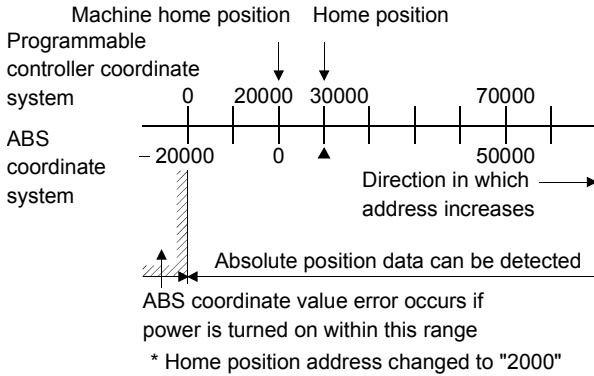 Machine home position Home position
Programmable
controller coordinate
system 0 20000 30000 70000
ABS
coordinate
system – 20000 0 50000
Direction in which
address increases
Absolute position data can be detected
ABS coordinate value error occurs if
power is turned on within this range
* Home position address changed to "2000"